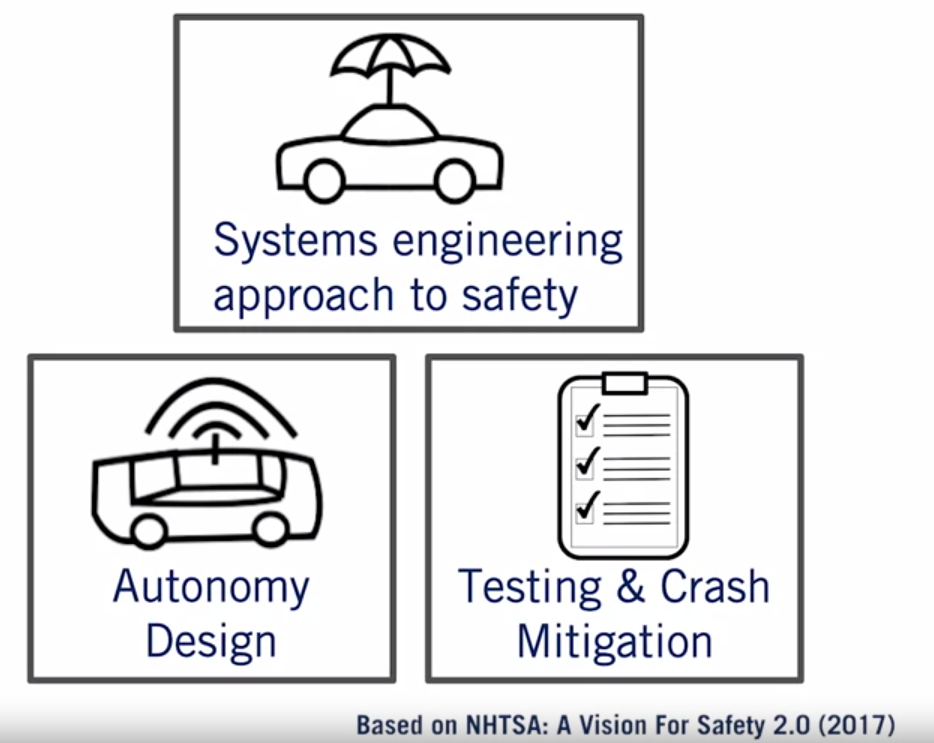 Systems engineering
approach to safety
Autonomy
Design
Testing & Crash
Mitigation
Based on NHTSA: A Vision For Safety 2.0 (2017)